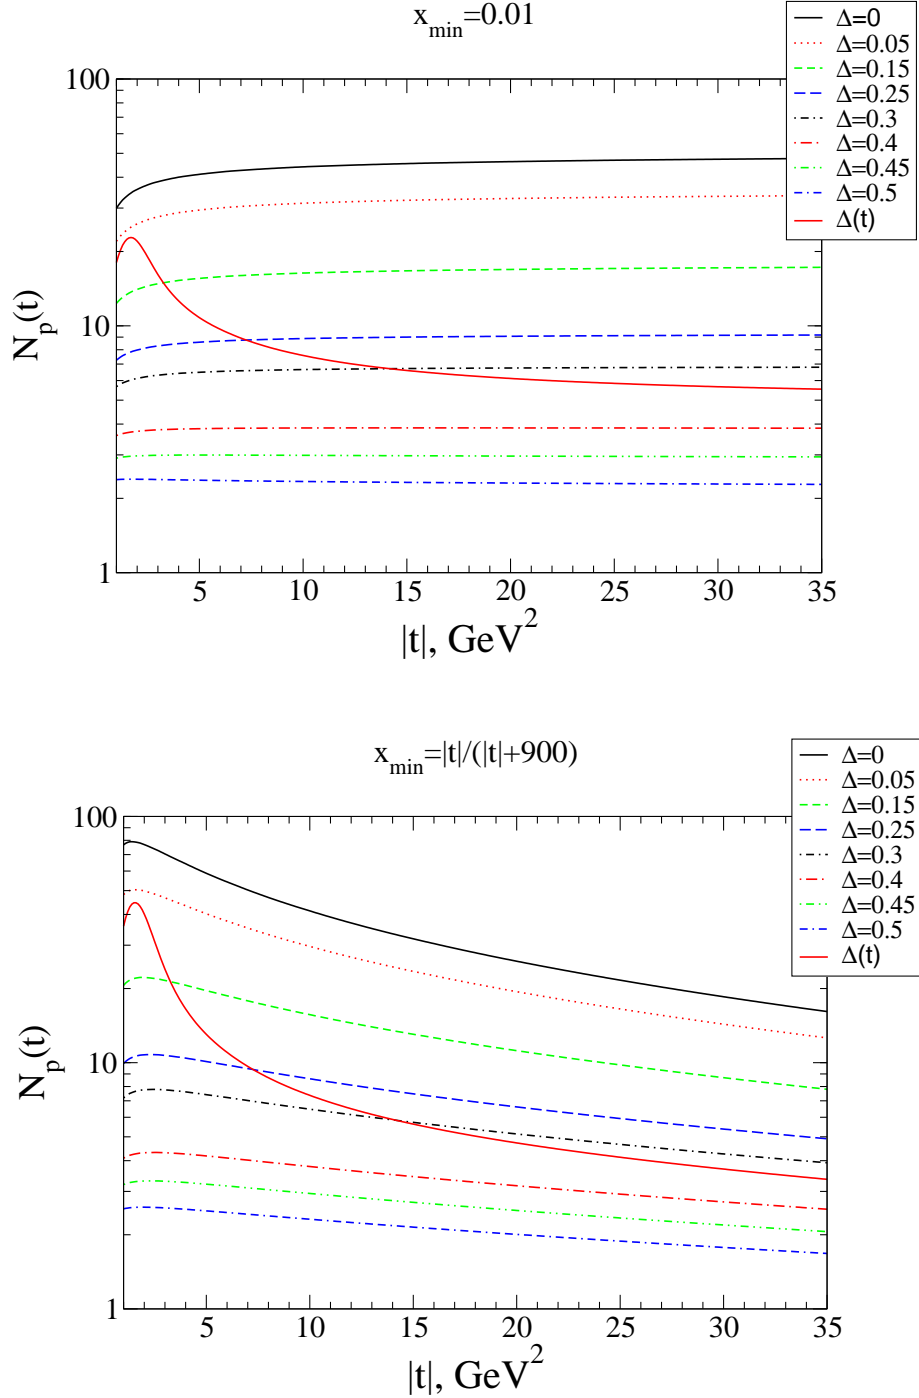 x_min=0.01
Δ=0
Δ=0.05
Δ=0.15
Δ=0.25
Δ=0.3
Δ=0.4
Δ=0.45
Δ=0.5
Δ(t)
100
10
1
N_p(t)
5 10 15 20 25 30 35
|t|, GeV^2
x_min=|t|/(|t|+900)
Δ=0
Δ=0.05
Δ=0.15
Δ=0.25
Δ=0.3
Δ=0.4
Δ=0.45
Δ=0.5
Δ(t)
100
10
1
N_p(t)
5 10 15 20 25 30 35
|t|, GeV^2